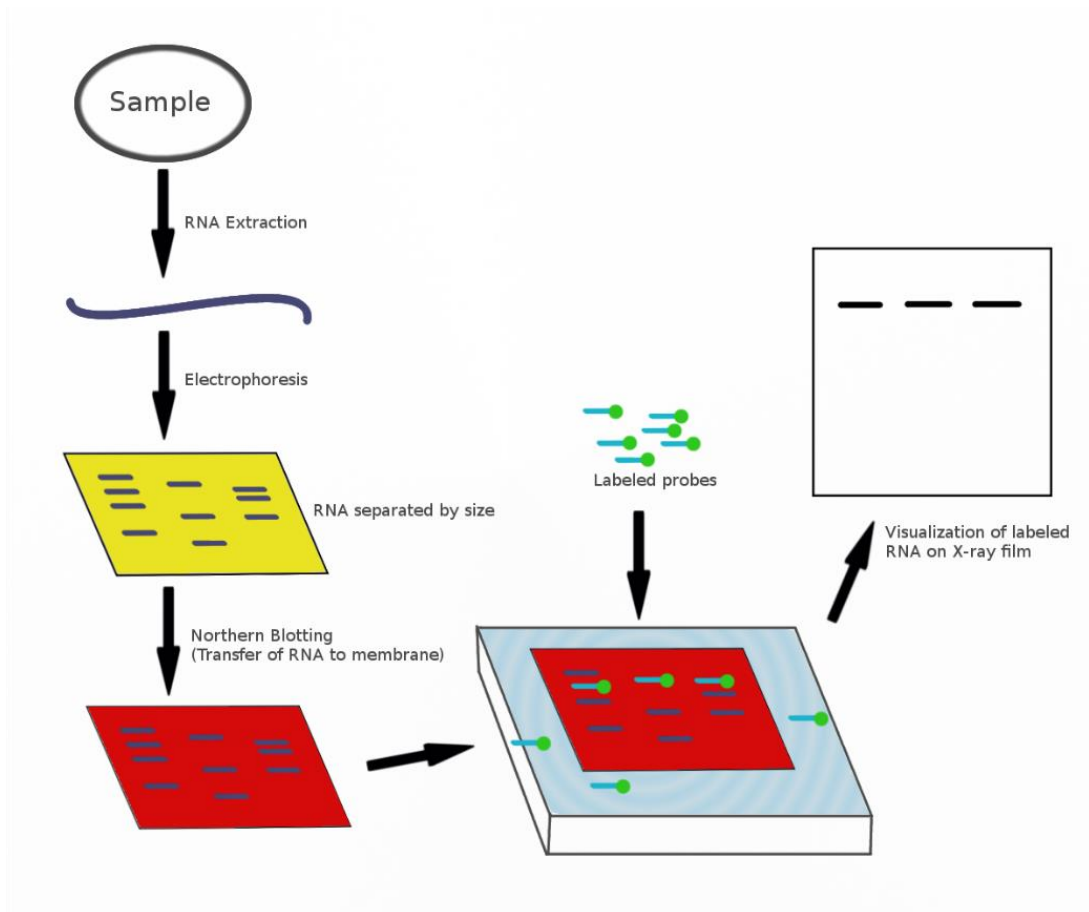 Sample
RNA Extraction
Electrophoresis
RNA separated by size
Northern Blotting
(Transfer of RNA to membrane)
Labeled probes
Visualization of labeled
RNA on X-ray film